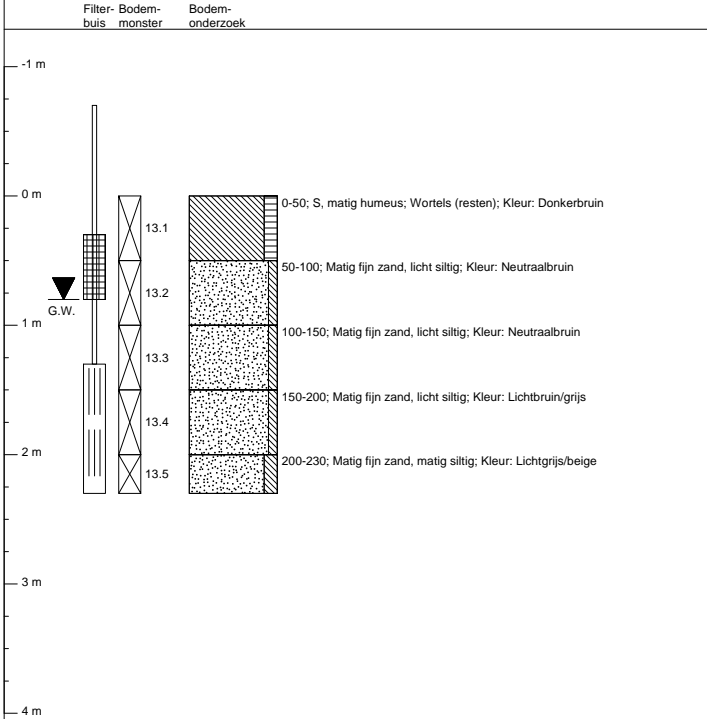 Filter- Bodem- Bodem-
buis monster onderzoek
-1 m
0 m
0-50; S, matig humeus; Wortels (resten); Kleur: Donkerbruin
13.1
50-100; Matig fijn zand, licht siltig; Kleur: Neutraalbruin
13.2
G.W.
1 m
100-150; Matig fijn zand, licht siltig; Kleur: Neutraalbruin
13.3
150-200; Matig fijn zand, licht siltig; Kleur: Lichtbruin/grijs
13.4
2 m
200-230; Matig fijn zand, matig siltig; Kleur: Lichtgrijs/beige
13.5
3 m
4 m